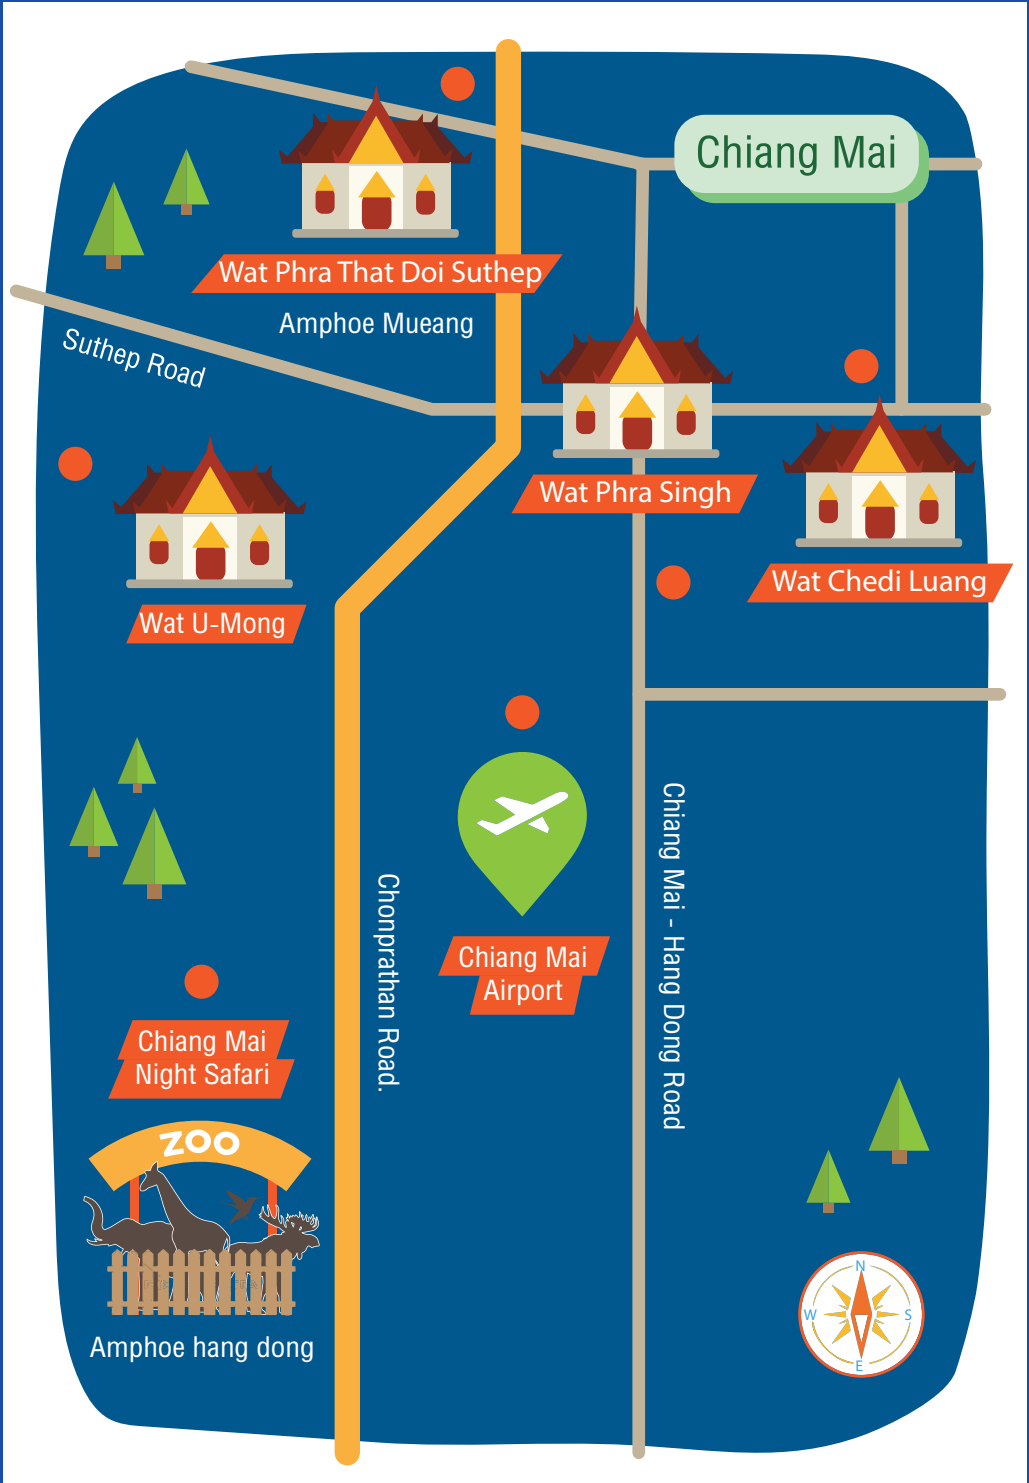 Chiang Mai
Wat Phra That Doi Suthep
Amphoe Mueang
Suthep Road
Wat Phra Singh
Wat Chedi Luang
Wat U-Mong
Chiang Mai
Airport
Chonprathan Road.
Chiang Mai - Hang Dong Road
Chiang Mai
Night Safari
ZOO
Amphoe hang dong
N
W
S
E